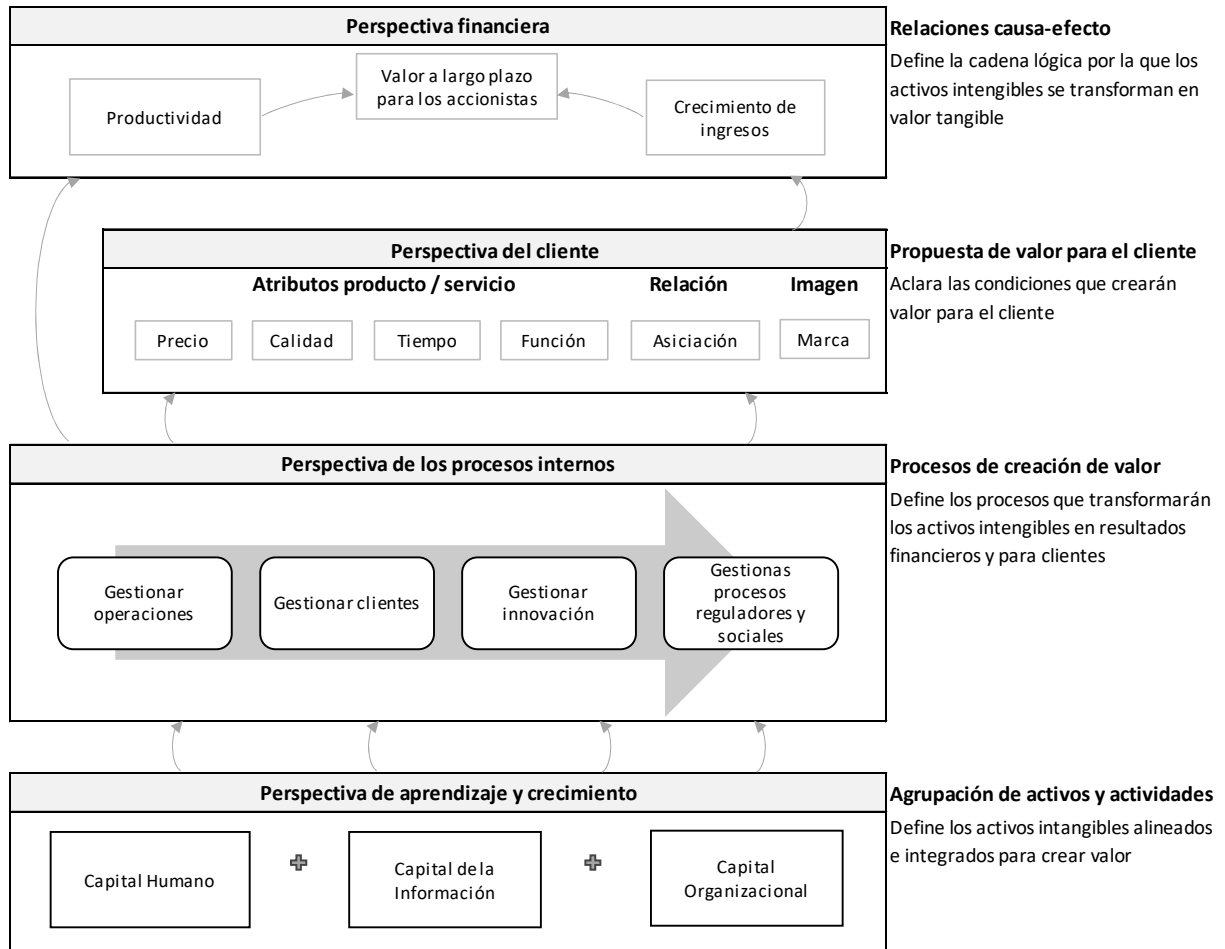 Perspectiva financiera
Valor a largo plazo
para los accionistas
Productividad
Crecimiento de
ingresos
Relaciones causa-efecto
Define la cadena lógica por la que los
activos intengibles se transforman en
valor tangible
Perspectiva del cliente
Atributos producto / servicio
Relación
Imagen
Precio
Calidad
Tiempo
Función
Asiciación
Marca
Propuesta de valor para el cliente
Aclara las condiciones que crearán
valor para el cliente
Perspectiva de los procesos internos
Gestionar
operaciones
Gestionar clientes
Gestionar
innovación
Gestionas
procesos
reguladores y
sociales
Procesos de creación de valor
Define los procesos que transformarán
los activos intengibles en resultados
financieros y para clientes
Perspectiva de aprendizaje y crecimiento
Capital Humano
Capital de la
Información
Capital
Organizacional
Agrupación de activos y actividades
Define los activos intangibles alineados
e integrados para crear valor